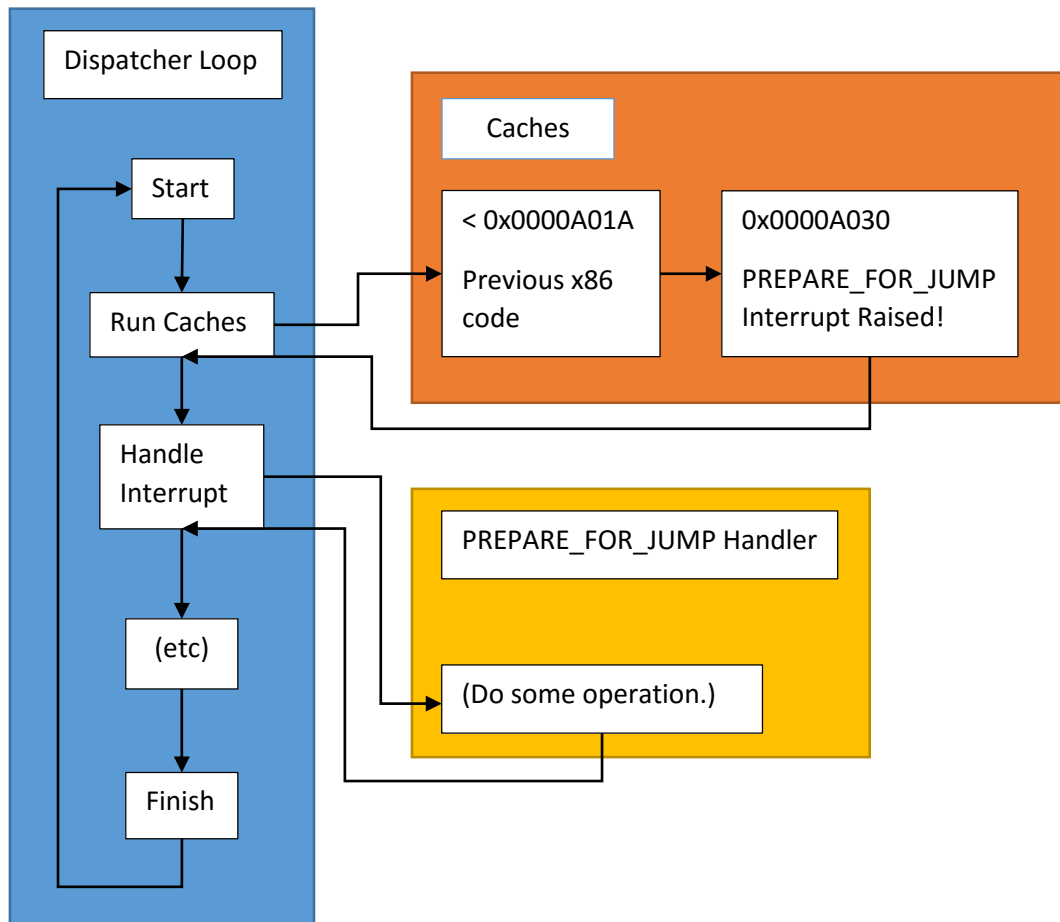 Dispatcher Loop
Start
Run Caches
Handle
Interrupt
(etc)
Finish
Caches
< 0x0000A01A
Previous x86
code
0x0000A030
PREPARE_FOR_JUMP
Interrupt Raised!
PREPARE_FOR_JUMP Handler
(Do some operation.)